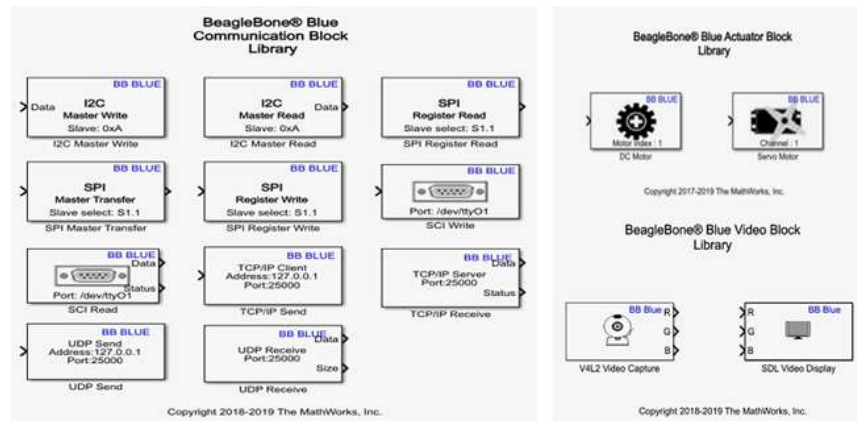 BeagleBone® Blue
Communication Block
Library
BB BLUE
Data
I2C
Master Write
Slave: 0xA
I2C Master Write
BB BLUE
I2C
Master Read
Data
Slave: 0xA
I2C Master Read
BB BLUE
SPI
Register Read
Slave select: S1.1
SPI Register Read
BB BLUE
SPI
Master Transfer
Slave select: S1.1
SPI Master Transfer
BB BLUE
SPI
Register Write
Slave select: S1.1
SPI Register Write
BB BLUE
Port: /dev/ttyO1
SCI Write
BB BLUE
Data
Status
Port: /dev/ttyO1
SCI Read
BB BLUE
TCP/IP Client
Address:127.0.0.1
Port:25000
TCP/IP Send
BB BLUE
Data
TCP/IP Server
Port:25000
Status
TCP/IP Receive
BB BLUE
UDP Send
Address:127.0.0.1
Port:25000
UDP Send
BB BLUE
Data
UDP Receive
Port:25000
Size
UDP Receive
Copyright 2018-2019 The MathWorks, Inc.
BeagleBone® Blue Actuator Block
Library
BB BLUE
Motor index : 1
DC Motor
BB BLUE
Channel : 1
Servo Motor
Copyright 2017-2019 The MathWorks, Inc.
BeagleBone® Blue Video Block
Library
BB Blue
R
G
B
V4L2 Video Capture
BB Blue
R
G
B
SDL Video Display
Copyright 2018-2019 The MathWorks, Inc.